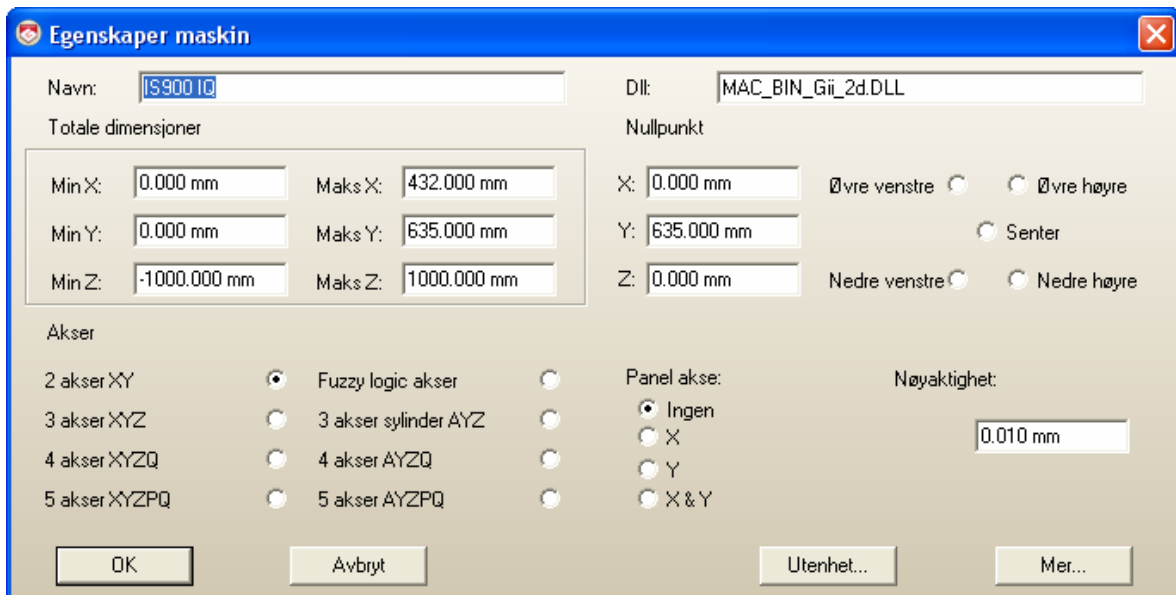 Egenskaper maskin
Navn: IS900 IQ Dll: MAC_BIN_Gii_2d.DLL
Totale dimensjoner Nullpunkt
Min X: 0.000 mm Maks X: 432.000 mm X: 0.000 mm Øvre venstre Øvre høyre
Min Y: 0.000 mm Maks Y: 635.000 mm Y: 635.000 mm Senter
Min Z: -1000.000 mm Maks Z: 1000.000 mm Z: 0.000 mm Nedre venstre Nedre høyre
Akser
2 akser XY Fuzzy logic akser Panel akse: Nøyaktighet:
Ingen
3 akser XYZ 3 akser sylinder AYZ X 0.010 mm
4 akser XYZQ 4 akser AYZQ Y
5 akser XYZPQ 5 akser AYZPQ X & Y
OK Avbryt Utenhet... Mer...